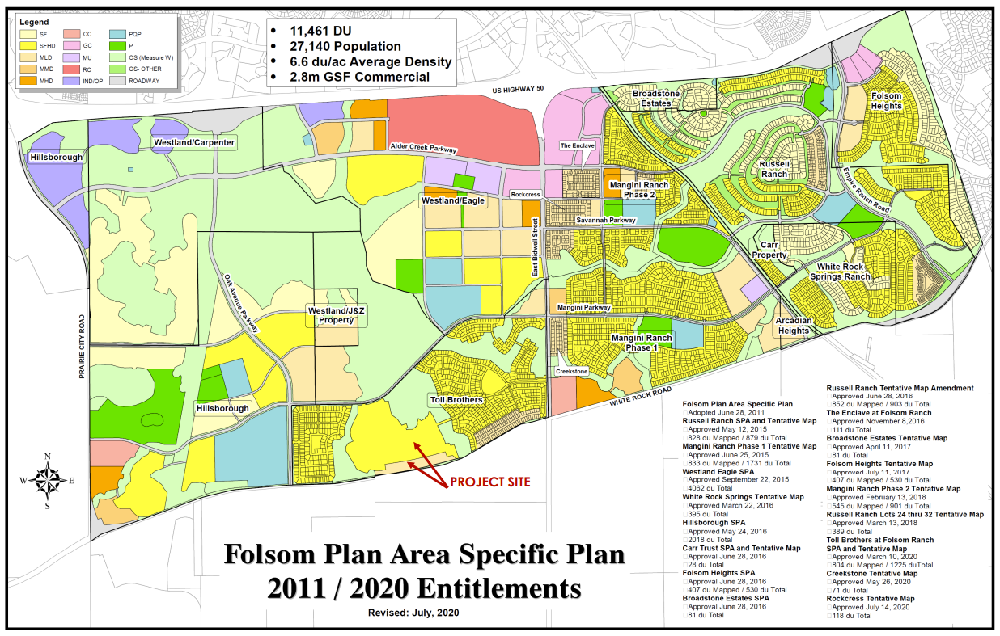 Legend
SF
SFHD
MLD
MMD
MHD
CC
GC
MU
RC
IND/OP
PQP
P
OS (Measure W)
OS- OTHER
ROADWAY
• 11,461 DU
• 27,140 Population
• 6.6 du/ac Average Density
• 2.8m GSF Commercial
US HIGHWAY 50
Broadstone
Estates
Folsom
Heights
Hillsborough
Westland/Carpenter
Alder Creek Parkway
The Enclave
Russell
Ranch
Empire Ranch Road
Mangini Ranch
Phase 2
Rockcress
Westland/Eagle
Savannah Parkway
East Bidwell Street
Carr
Property
White Rock
Springs Ranch
Oak Avenue Parkway
Westland/J&Z
Property
Mangini Parkway
Arcadian
Heights
PRAIRIE CITY ROAD
Mangini Ranch
Phase 1
Creekstone
Toll Brothers
WHITE ROCK ROAD
Hillsborough
PROJECT SITE
N
W
E
S
Folsom Plan Area Specific Plan
2011 / 2020 Entitlements
Revised: July, 2020
Folsom Plan Area Specific Plan
Adopted June 28, 2011
Russell Ranch SPA and Tentative Map
Approved May 12, 2015
828 du Mapped / 879 du Total
Mangini Ranch Phase 1 Tentative Map
Approved June 25, 2015
833 du Mapped / 1731 du Total
Westland Eagle SPA
Approved September 22, 2015
4062 du Total
White Rock Springs Tentative Map
Approved March 22, 2016
395 du Total
Hillsborough SPA
Approved May 24, 2016
2018 du Total
Carr Trust SPA and Tentative Map
Approval June 28, 2016
28 du Total
Folsom Heights SPA
Approval June 28, 2016
407 du Mapped / 530 du Total
Broadstone Estates SPA
Approval June 28, 2016
81 du Total
Russell Ranch Tentative Map Amendment
Approved June 28, 2016
852 du Mapped / 903 du Total
The Enclave at Folsom Ranch
Approved November 8,2016
111 du Total
Broadstone Estates Tentative Map
Approved April 11, 2017
81 du Total
Folsom Heights Tentative Map
Approved July 11, 2017
407 du Mapped / 530 du Total
Mangini Ranch Phase 2 Tentative Map
Approved February 13, 2018
545 du Mapped / 901 du Total
Russell Ranch Lots 24 thru 32 Tentative Map
Approved March 13, 2018
389 du Total
Toll Brothers at Folsom Ranch
SPA and Tentative Map
Approved March 10, 2020
804 du Mapped / 1225 duTotal
Creekstone Tentative Map
Approved May 26, 2020
71 du Total
Rockcress Tentative Map
Approved July 14, 2020
118 du Total